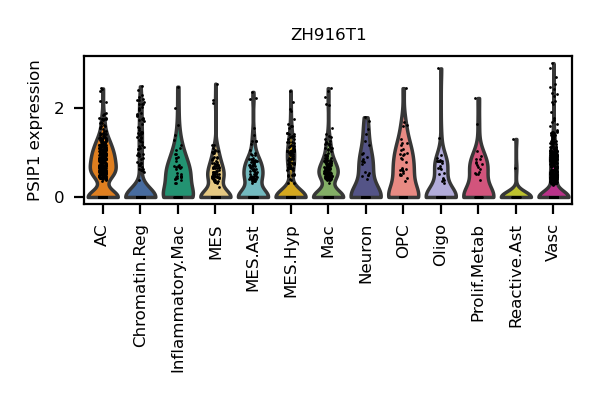 ZH916T1
PSIP1 expression
2
0
AC
Chromatin.Reg
Inflammatory.Mac
MES
MES.Ast
MES.Hyp
Mac
Neuron
OPC
Oligo
Prolif.Metab
Reactive.Ast
Vasc